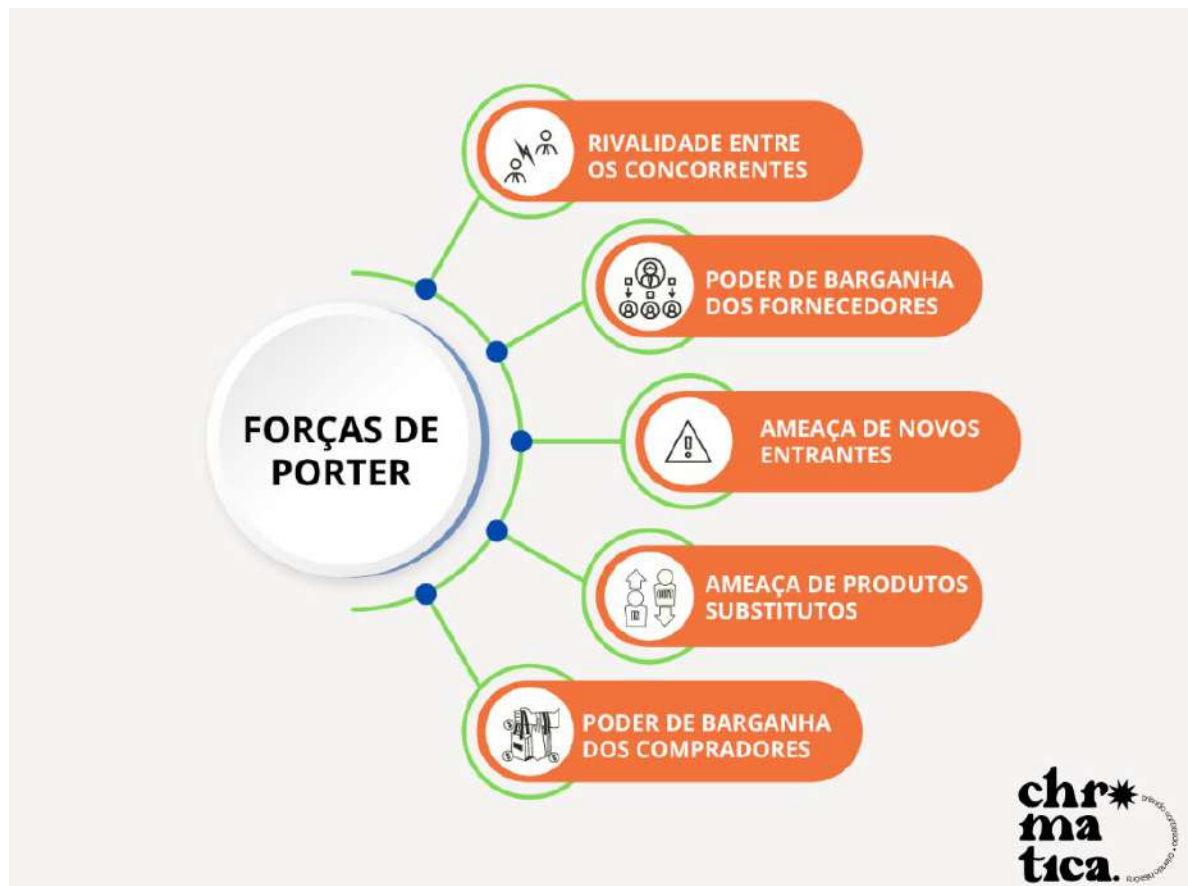 RIVALIDADE ENTRE
OS CONCORRENTES
PODER DE BARGANHA
DOS FORNECEDORES
FORÇAS DE
PORTER
AMEAÇA DE NOVOS
ENTRANTES
AMEAÇA DE PRODUTOS
SUBSTITUTOS
PODER DE BARGANHA
DOS COMPRADORES
chr
ma
tica.